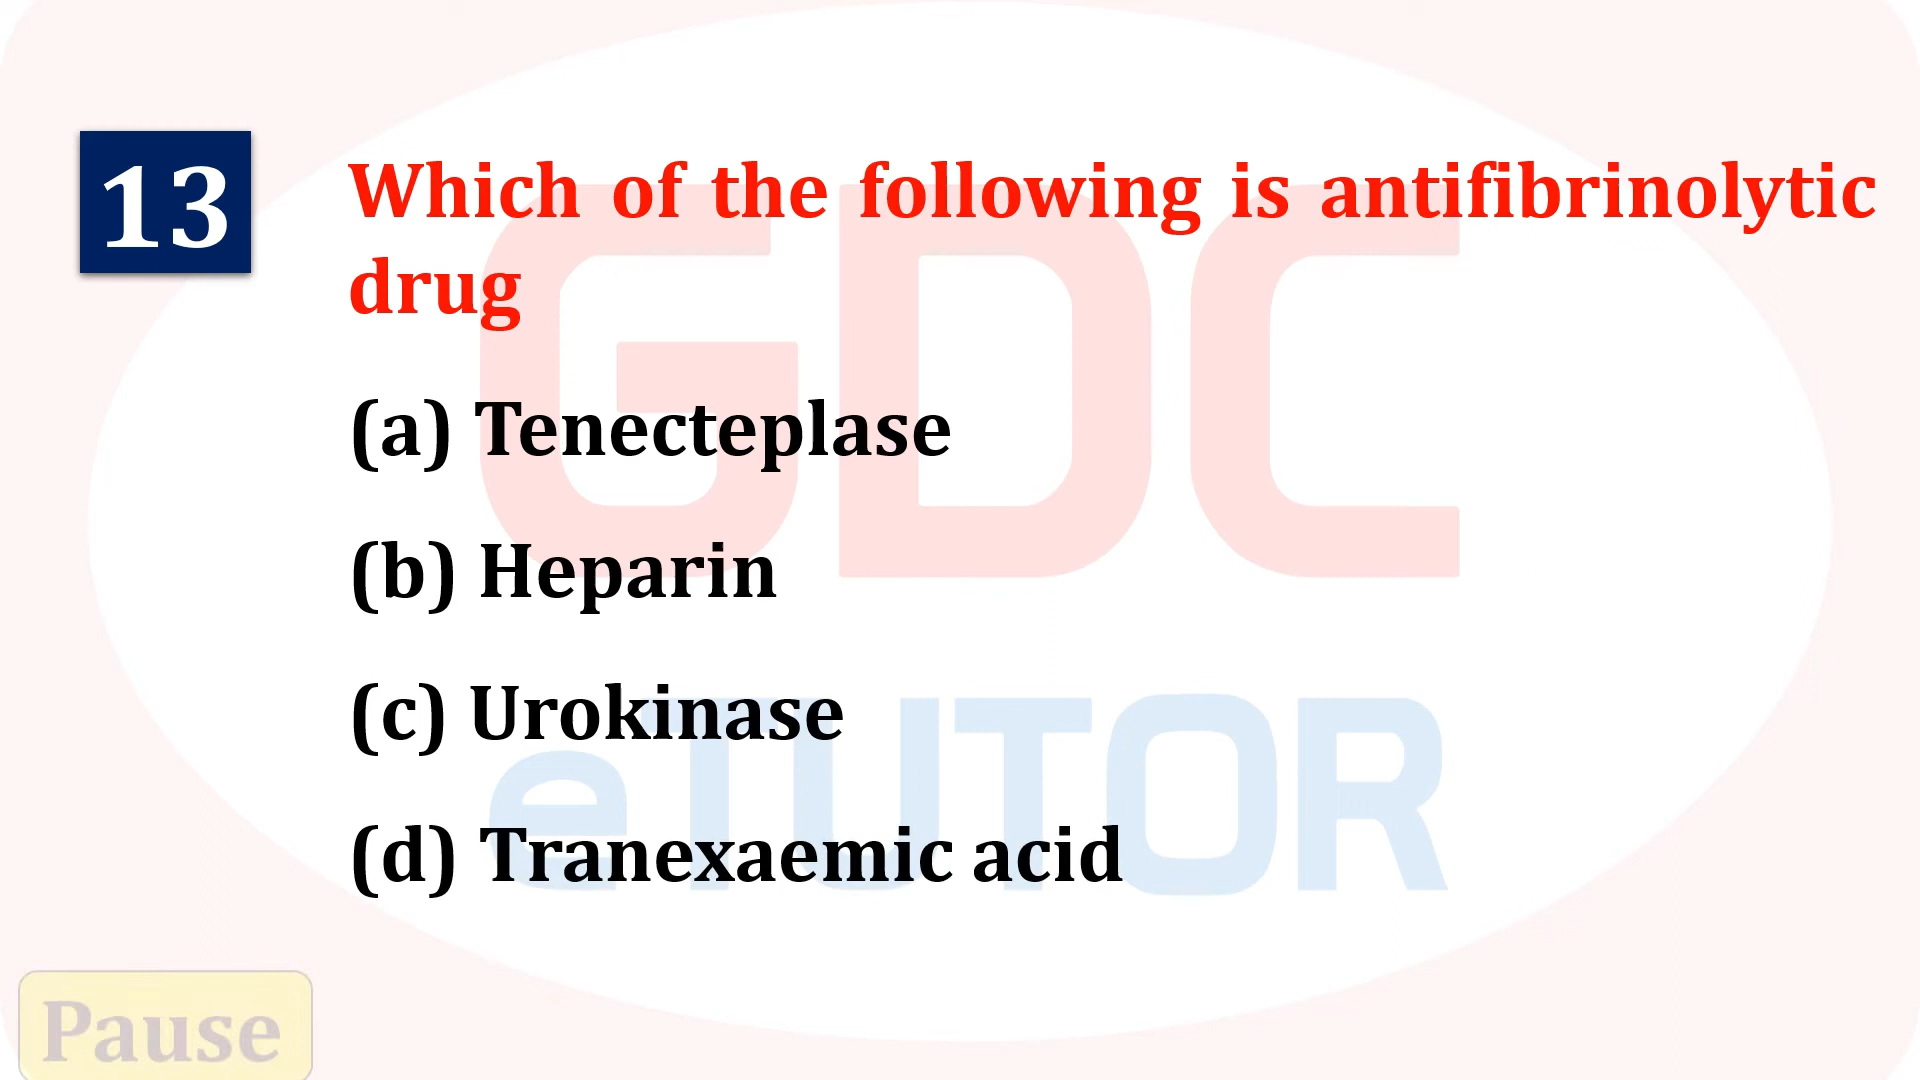 13
Which of the following is antifibrinolytic
drug
(a) Tenecteplase
(b) Heparin
(c) Urokinase
(d) Tranexaemic acid
GDC
eTUTOR
Pause